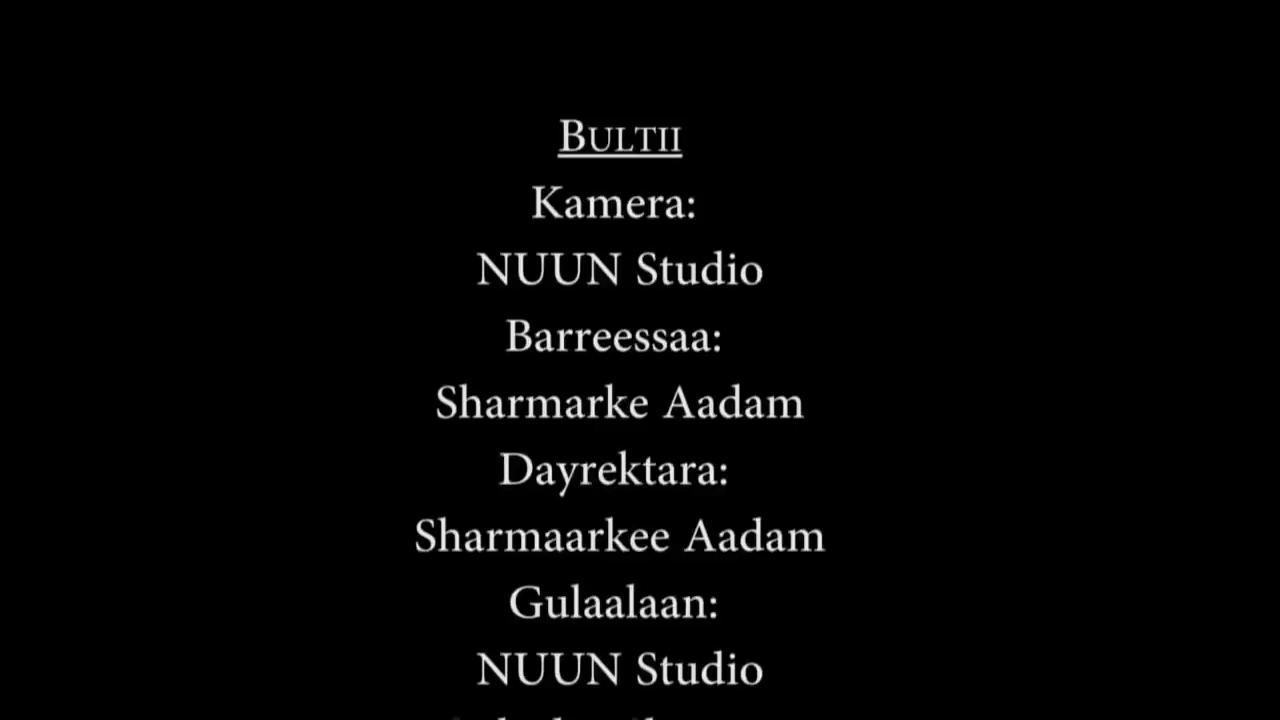 BULTII
Kamera:
NUUN Studio
Barreessaa:
Sharmarke Aadam
Dayrektara:
Sharmaarkee Aadam
Gulaalaan:
NUUN Studio